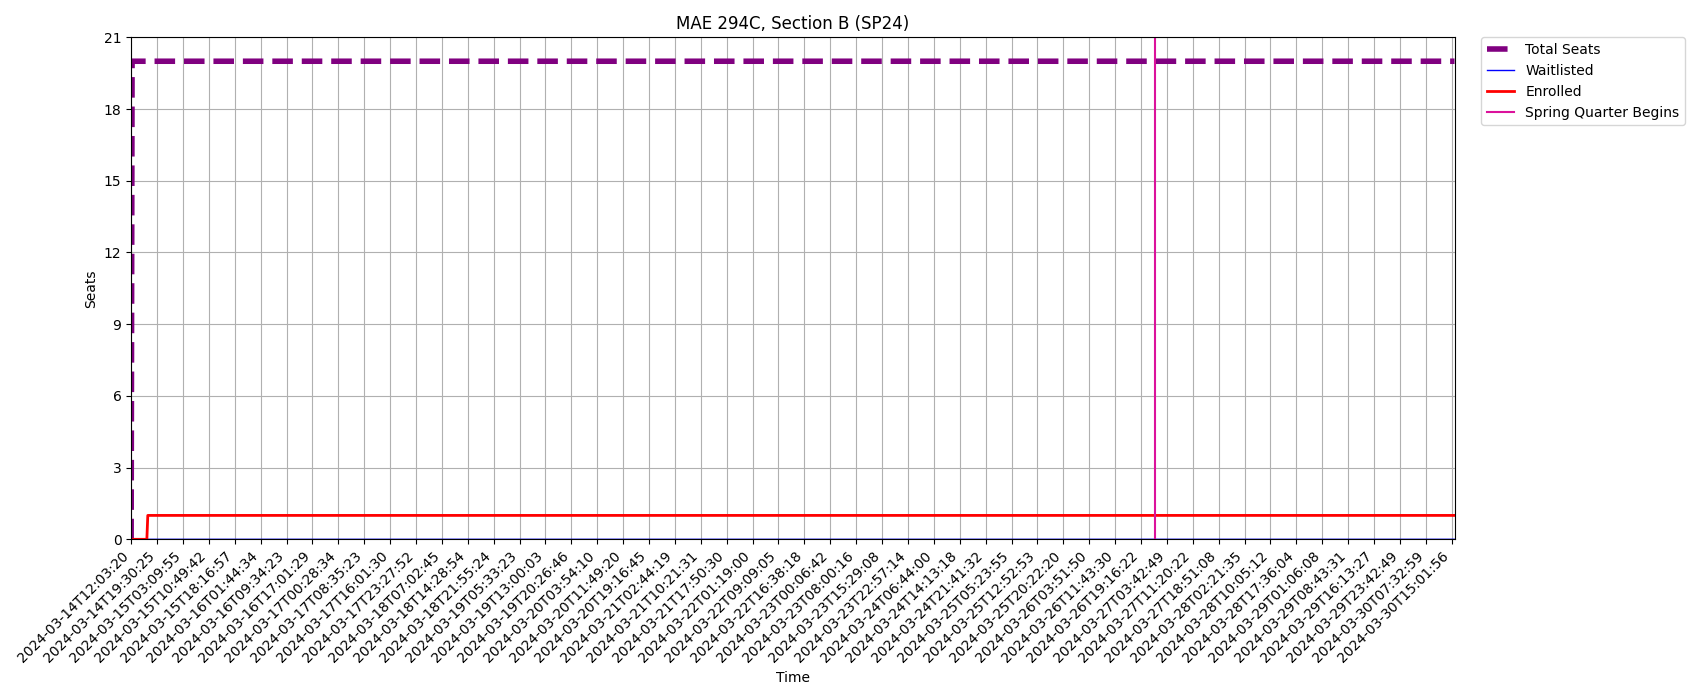 MAE 294C, Section B (SP24)
21
18
15
12
9
6
3
0
Seats
Total Seats
Waitlisted
Enrolled
Spring Quarter Begins
2024-03-14T12:03:20
2024-03-14T19:30:25
2024-03-15T03:09:55
2024-03-15T10:49:42
2024-03-15T18:16:57
2024-03-16T01:44:34
2024-03-16T09:34:23
2024-03-16T17:01:29
2024-03-17T00:28:34
2024-03-17T08:35:23
2024-03-17T16:01:30
2024-03-17T23:27:52
2024-03-18T07:02:45
2024-03-18T14:28:54
2024-03-18T21:55:24
2024-03-19T05:33:23
2024-03-19T13:00:03
2024-03-19T20:26:46
2024-03-20T03:54:10
2024-03-20T11:49:20
2024-03-20T19:16:45
2024-03-21T02:44:19
2024-03-21T10:21:31
2024-03-21T17:50:30
2024-03-22T01:19:00
2024-03-22T09:09:05
2024-03-22T16:38:18
2024-03-23T00:06:42
2024-03-23T08:00:16
2024-03-23T15:29:08
2024-03-23T22:57:14
2024-03-24T06:44:00
2024-03-24T14:13:18
2024-03-24T21:41:32
2024-03-25T05:23:55
2024-03-25T12:52:53
2024-03-25T20:22:20
2024-03-26T03:51:50
2024-03-26T11:43:30
2024-03-26T19:16:22
2024-03-27T03:42:49
2024-03-27T11:20:22
2024-03-27T18:51:08
2024-03-28T02:21:35
2024-03-28T10:05:12
2024-03-28T17:36:04
2024-03-29T01:06:08
2024-03-29T08:43:31
2024-03-29T16:13:27
2024-03-29T23:42:49
2024-03-30T07:32:59
2024-03-30T15:01:56
Time